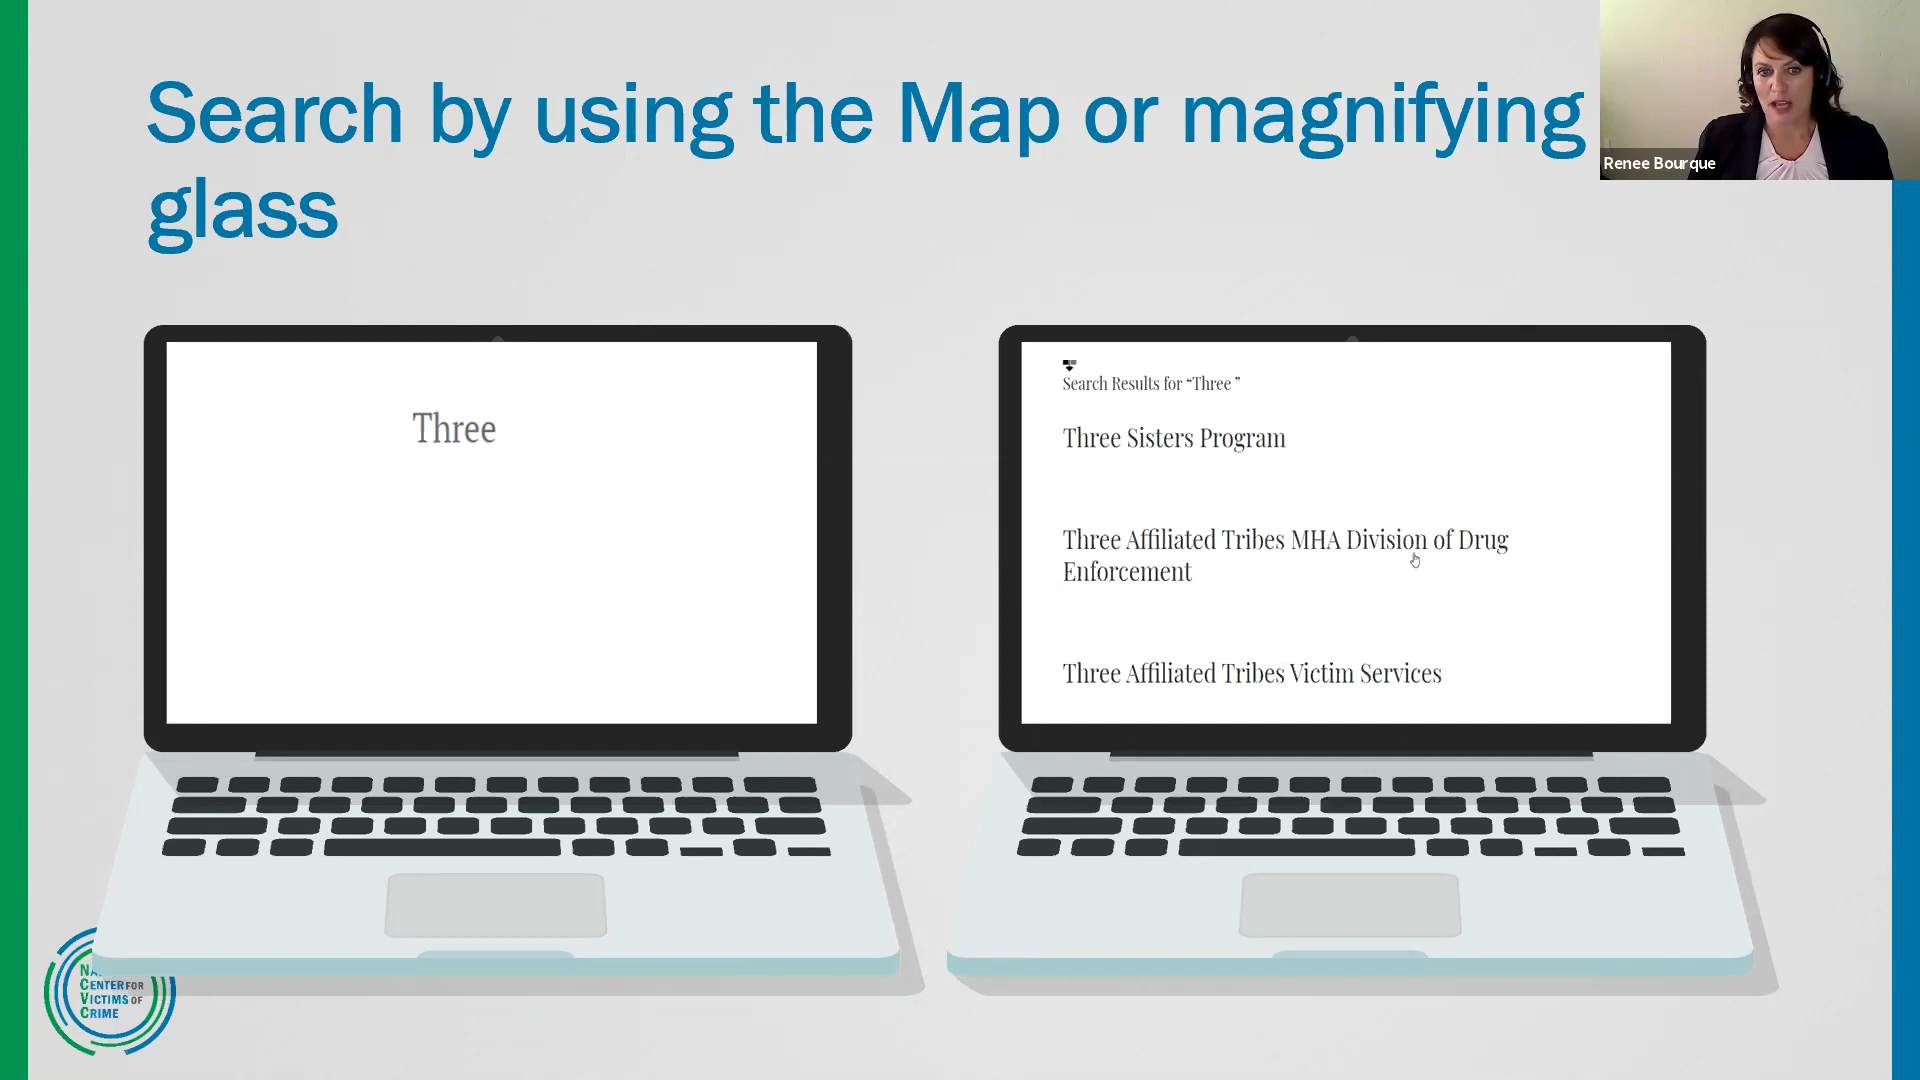 Search by using the Map or magnifying
glass
Renee Bourque
Three
Search Results for “Three ”
Three Sisters Program
Three Affiliated Tribes MHA Division of Drug
Enforcement
Three Affiliated Tribes Victim Services
CENTER FOR
VICTIMS OF
CRIME